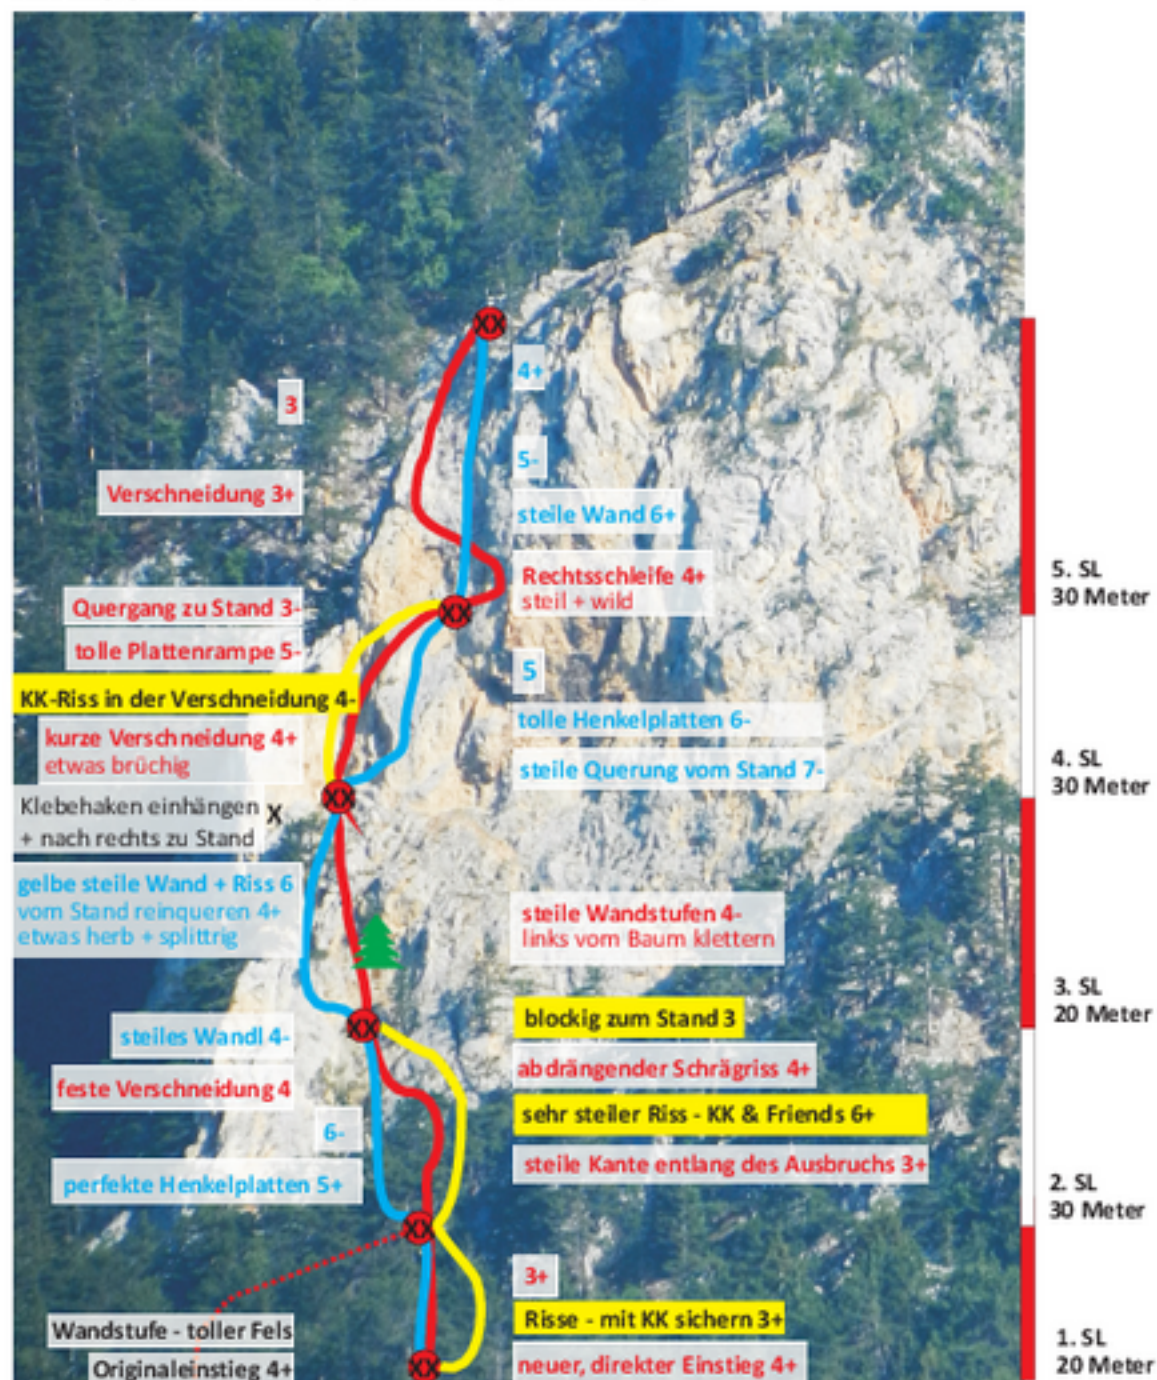 XX
4+
3
5-
Verschneidung 3+
steile Wand 6+
Rechtsschleife 4+
steil + wild
5. SL
30 Meter
Quergang zu Stand 3-
XX
tolle Plattenrampe 5-
5
KK-Riss in der Verschneidung 4-
tolle Henkelplatten 6-
kurze Verschneidung 4+
etwas brüchig
steile Querung vom Stand 7-
4. SL
30 Meter
XX
Klebehaken einhängen X
+ nach rechts zu Stand
gelbe steile Wand + Riss 6
vom Stand reinqueren 4+
etwas herb + splittrig
steile Wandstufen 4-
links vom Baum klettern
3. SL
20 Meter
blockig zum Stand 3
XX
steiles Wandl 4-
abdrängender Schrägriss 4+
feste Verschneidung 4
sehr steiler Riss - KK & Friends 6+
6-
steile Kante entlang des Ausbruchs 3+
perfekte Henkelplatten 5+
2. SL
30 Meter
XX
3+
Risse - mit KK sichern 3+
Wandstufe - toller Fels
Originaleinstieg 4+
XX
neuer, direkter Einstieg 4+
1. SL
20 Meter